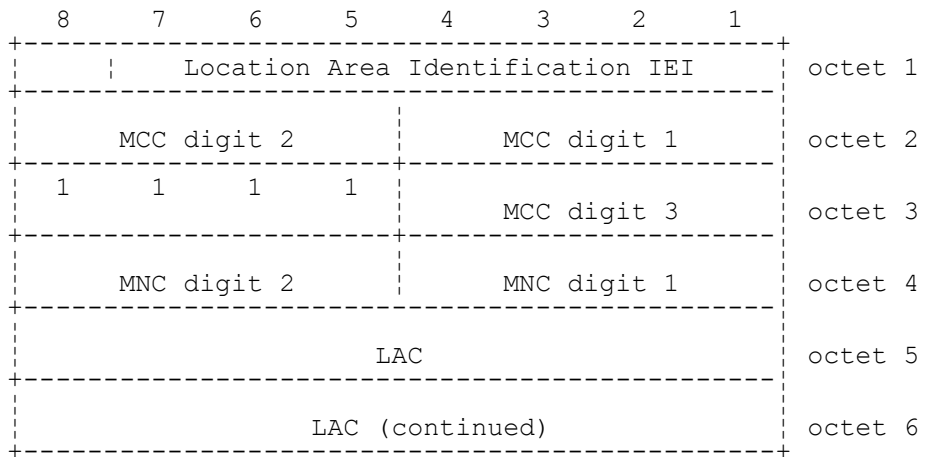 8 7 6 5 4 3 2 1
Location Area Identification IEI octet 1
MCC digit 2 MCC digit 1 octet 2
1 1 1 1
MCC digit 3 octet 3
MNC digit 2 MNC digit 1 octet 4
LAC octet 5
LAC (continued) octet 6